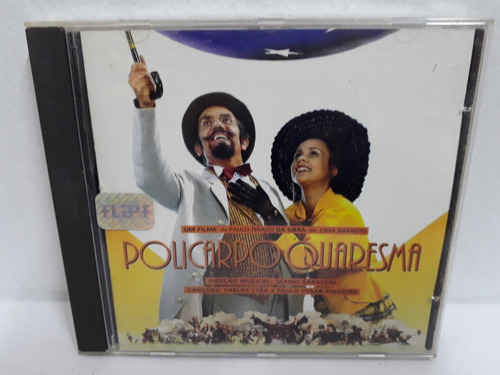 UM FILME de PAULO THIAGO DA OBRA de LIMA BARRETO
POLICARPO QUARESMA
DIREÇÃO MUSICAL: SERGIO SARACENI
CANÇÕES: CARLOS LYRA e PAULO CESAR PINHEIRO